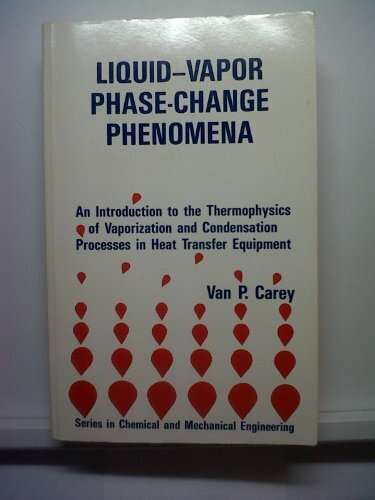 LIQUID–VAPOR
PHASE-CHANGE
PHENOMENA
An Introduction to the Thermophysics
of Vaporization and Condensation
Processes in Heat Transfer Equipment
Van P. Carey
Series in Chemical and Mechanical Engineering